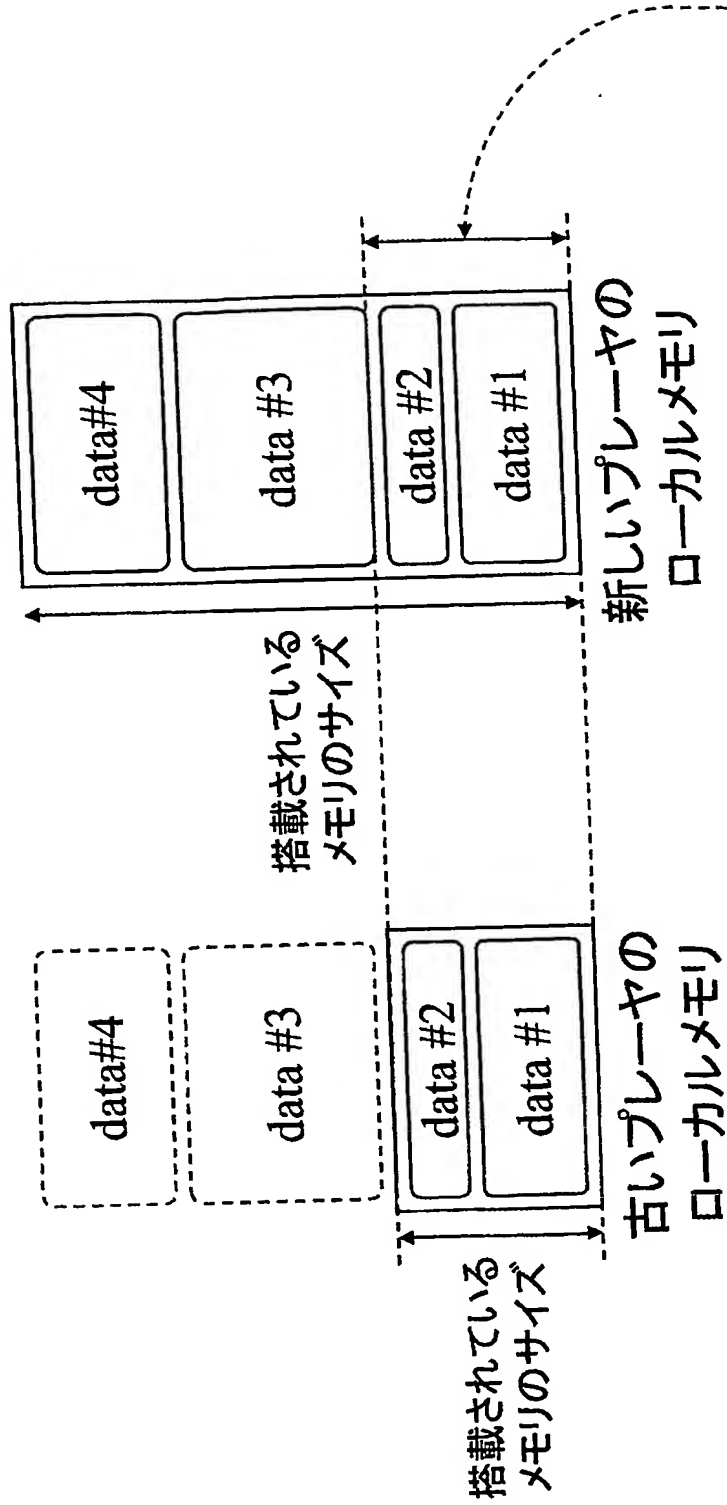 搭載されている
メモリのサイズ
data#4
data #3
data #2
data #1
古いプレーヤの
ローカルメモリ
搭載されている
メモリのサイズ
data#4
data #3
data #2
data #1
新しいプレーヤの
ローカルメモリ